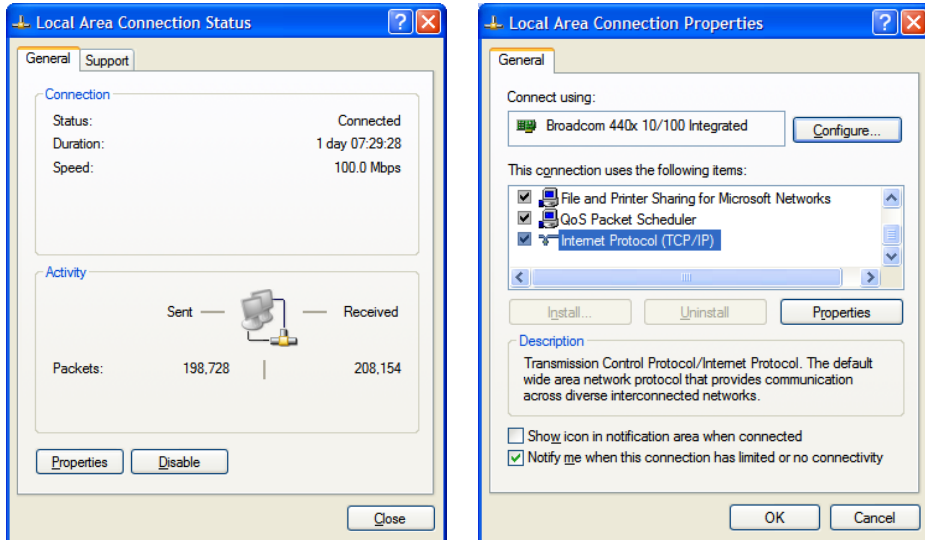 Local Area Connection Status
General
Support
Connection
Status: Connected
Duration: 1 day 07:29:28
Speed: 100.0 Mbps
Activity
Sent — — Received
Packets: 198,728 | 208,154
Properties
Disable
Close
Local Area Connection Properties
General
Connect using:
Broadcom 440x 10/100 Integrated
Configure...
This connection uses the following items:
File and Printer Sharing for Microsoft Networks
QoS Packet Scheduler
Internet Protocol (TCP/IP)
Install...
Uninstall
Properties
Description
Transmission Control Protocol/Internet Protocol. The default
wide area network protocol that provides communication
across diverse interconnected networks.
Show icon in notification area when connected
Notify me when this connection has limited or no connectivity
OK
Cancel